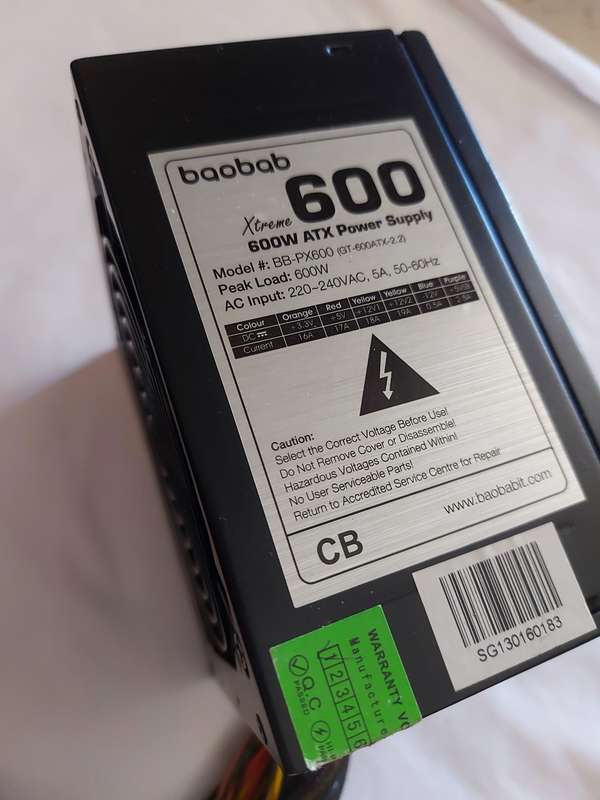 baobab
Xtreme 600
600W ATX Power Supply
Model #: BB-PX600 (GT-600ATX-2.2)
Peak Load: 600W
AC Input: 220-240VAC, 5A, 50-60Hz
Colour Orange Red Yellow Yellow Blue Purple
DC +3.3V +5V +12V1 +12V2 -12V +5VSB
Current 16A 17A 18A 19A 0.5A 2.5A
Caution:
Select the Correct Voltage Before Use!
Do Not Remove Cover or Disassemble!
Hazardous Voltages Contained Within!
No User Serviceable Parts!
Return to Accredited Service Centre for Repair
www.baobabit.com
CB
SG130160183
WARRANTY
Manufacture
1 2 3 4 5 6
Q.C
PASSED